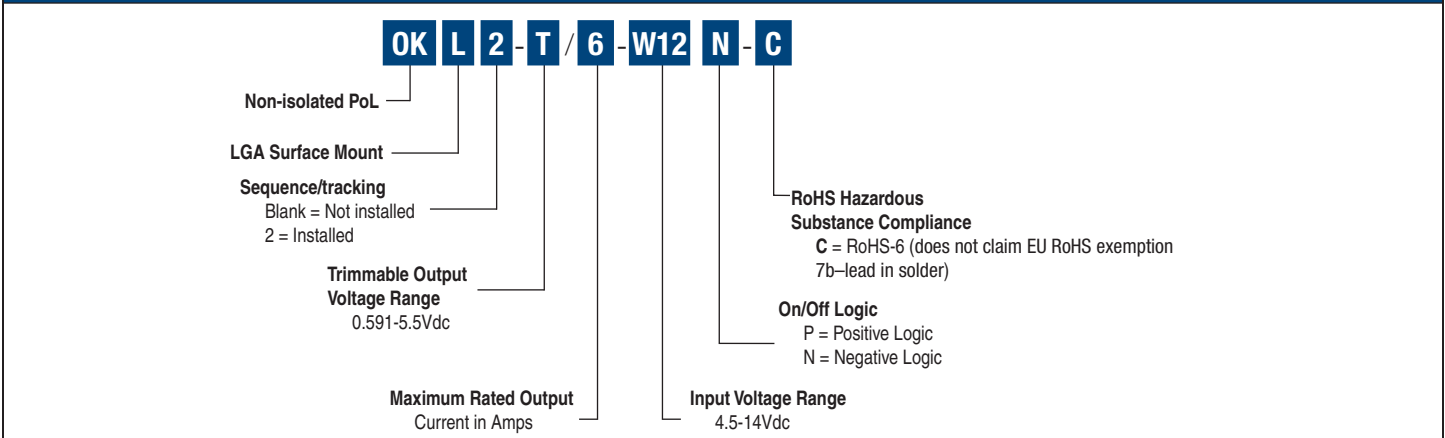 OK L 2 - T / 6 - W12 N - C
Non-isolated PoL
LGA Surface Mount
Sequence/tracking
Blank = Not installed
2 = Installed
Trimmable Output
Voltage Range
0.591-5.5Vdc
Maximum Rated Output
Current in Amps
Input Voltage Range
4.5-14Vdc
On/Off Logic
P = Positive Logic
N = Negative Logic
RoHS Hazardous
Substance Compliance
C = RoHS-6 (does not claim EU RoHS exemption
7b–lead in solder)